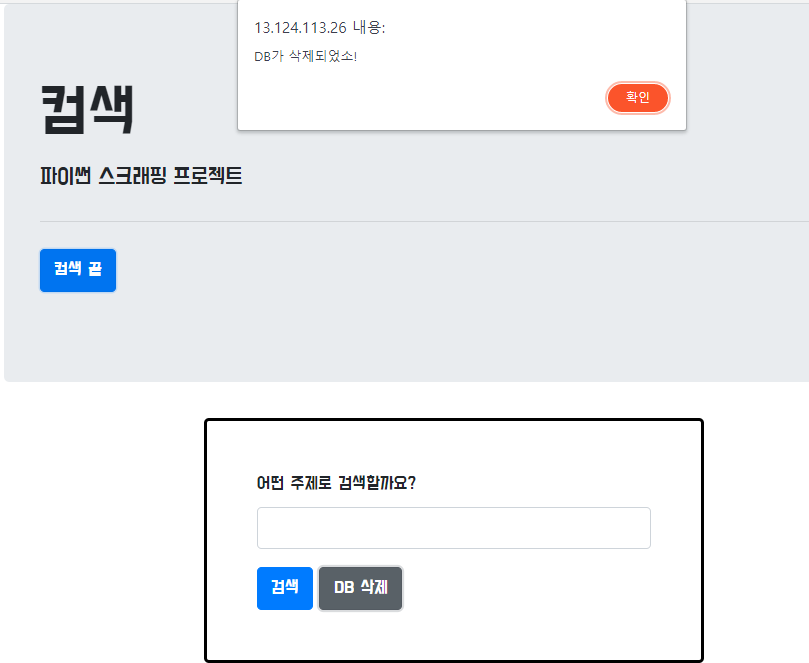 13.124.113.26 내용:
DB가 삭제되었소!
확인
컴색
파이썬 스크래핑 프로젝트
컴색 끝
어떤 주제로 검색할까요?
검색
DB 삭제